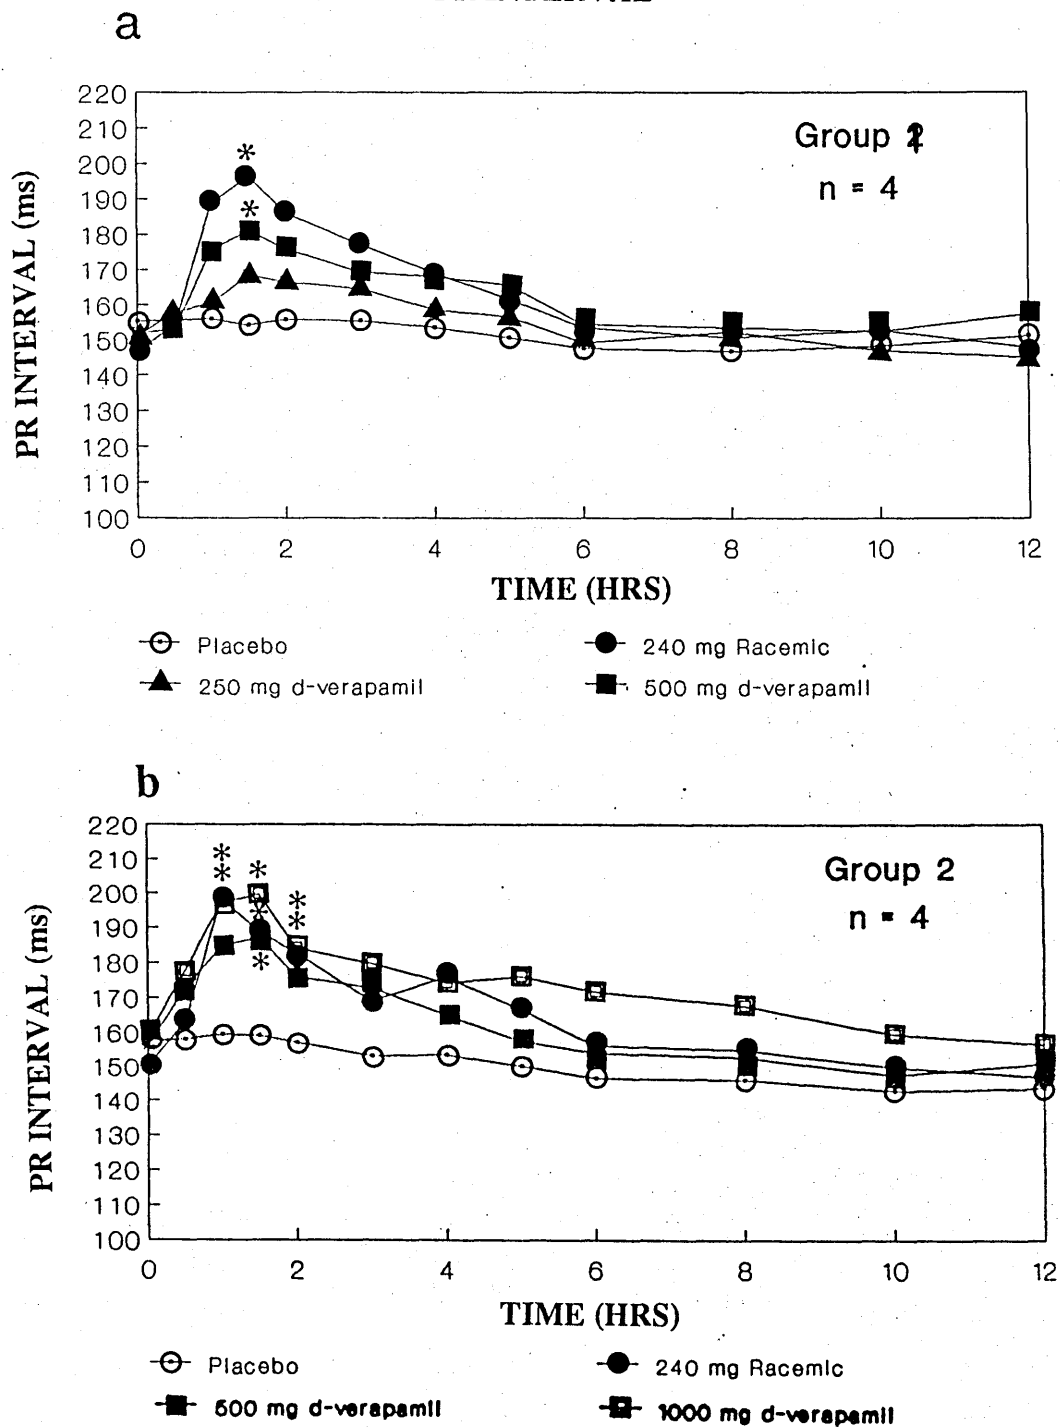 a
220
210
200
190
180
170
160
150
140
130
120
110
100
PR INTERVAL (ms)
*
*
Group
n = 4
0 2 4 6 8 10 12
TIME (HRS)
Placebo
240 mg Racemic
250 mg d-verapamil
500 mg d-verapamil
b
220
210
200
190
180
170
160
150
140
130
120
110
100
PR INTERVAL (ms)
* * *
* * *
* *
Group 2
n = 4
0 2 4 6 8 10 12
TIME (HRS)
Placebo
240 mg Racemic
500 mg d-verapamil
1000 mg d-verapamil